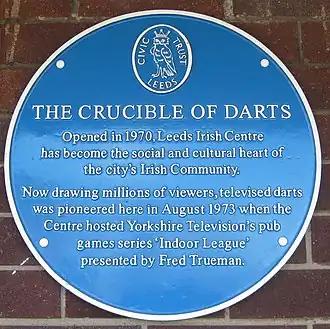 CIVIC TRUST
LEEDS
THE CRUCIBLE OF DARTS
Opened in 1970, Leeds Irish Centre
has become the social and cultural heart of
the city's Irish Community.
Now drawing millions of viewers, televised darts
was pioneered here in August 1973 when the
Centre hosted Yorkshire Television's pub
games series 'Indoor League'
presented by Fred Trueman.